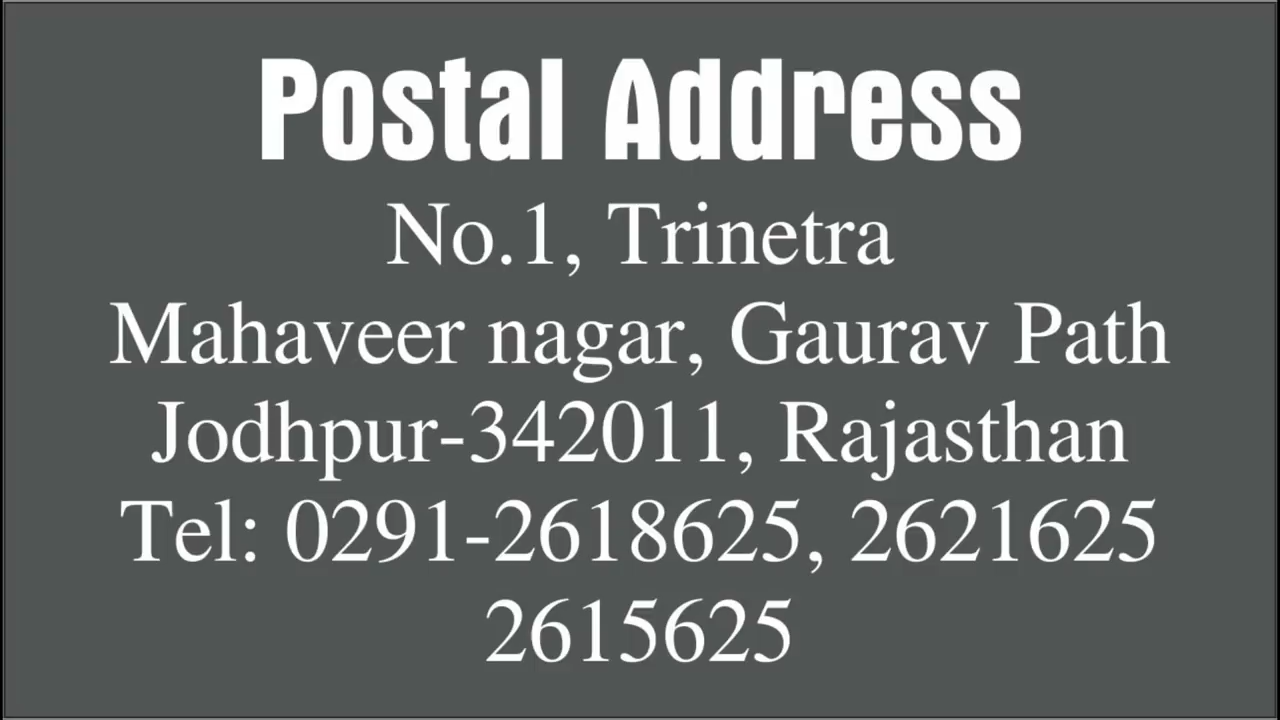 Postal Address
No.1, Trinetra
Mahaveer nagar, Gaurav Path
Jodhpur-342011, Rajasthan
Tel: 0291-2618625, 2621625
2615625